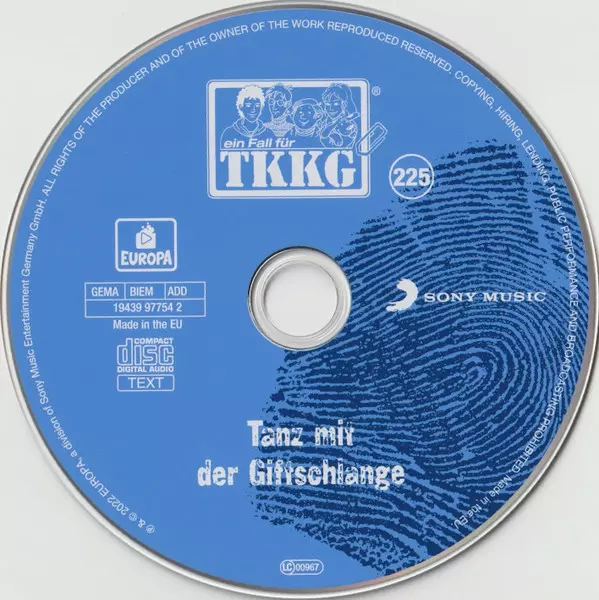 ein Fall für
TKKG
®
225
EUROPA
GEMA BIEM ADD
19439 97754 2
Made in the EU
COMPACT
disc
DIGITAL AUDIO
TEXT
SONY MUSIC
Tanz mit
der Giftschlange
LC 00967
℗ & © 2022 EUROPA, a division of Sony Music Entertainment Germany GmbH. ALL RIGHTS OF THE PRODUCER AND OF THE OWNER OF THE WORK REPRODUCED RESERVED. COPYING, HIRING, LENDING, PUBLIC PERFORMANCE AND BROADCASTING PROHIBITED. Made in the EU.